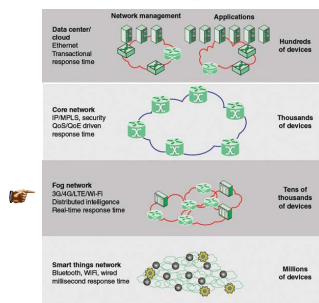 Network management
Applications
Data center/
cloud
Ethernet
Transactional
response time
Hundreds
of devices
Core network
IP/MPLS, security
QoS/QoE driven
response time
Thousands
of devices
Fog network
3G/4G/LTE/Wi-Fi
Distributed intelligence
Real-time response time
Tens of
thousands
of devices
Smart things network
Bluetooth, WiFi, wired
millisecond response time
Millions
of devices